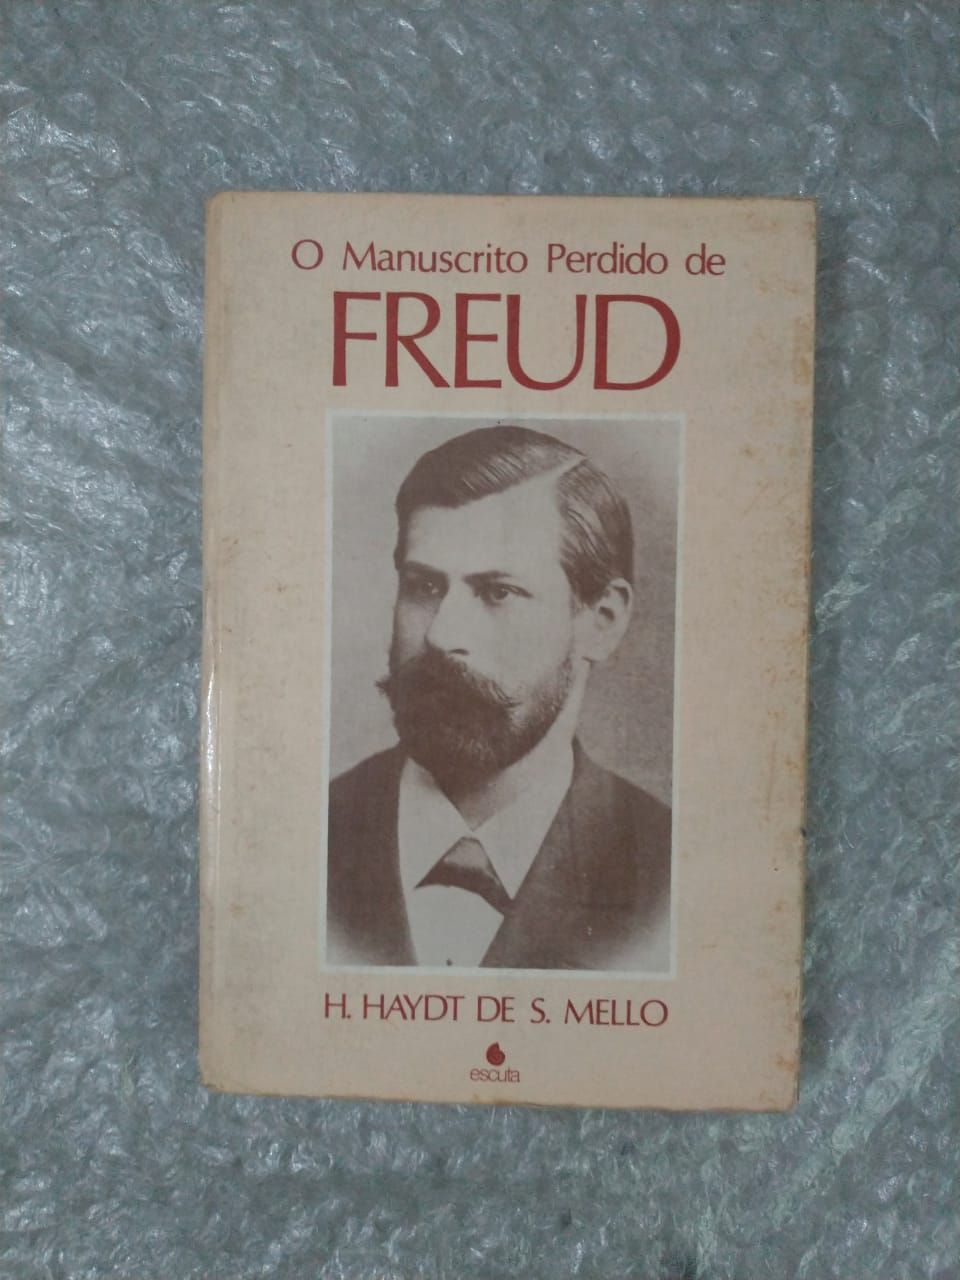 O Manuscrito Perdido de
FREUD
H. HAYDT DE S. MELLO
escuta